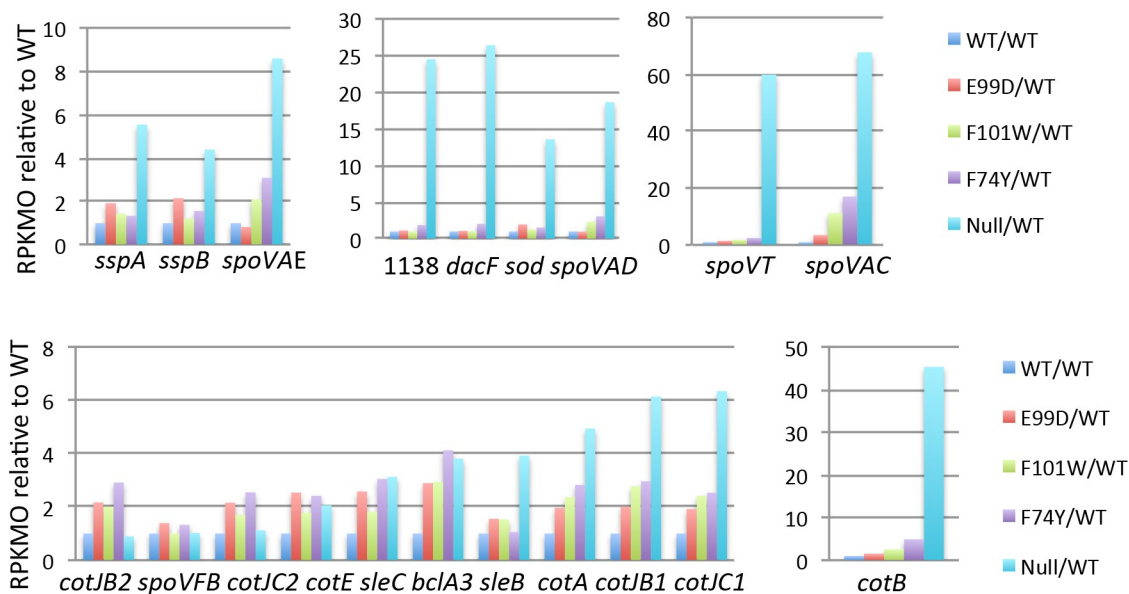 RPKMO relative to WT
10
8
6
4
2
0
sspA sspB spoVAE
30
25
20
15
10
5
0
1138 dacF sod spoVAD
80
60
40
20
0
spoVT spoVAC
WT/WT
E99D/WT
F101W/WT
F74Y/WT
Null/WT
RPKMO relative to WT
8
6
4
2
0
cotJB2 spoVFB cotJC2 cotE sleC bclA3 sleB cotA cotJB1 cotJC1
50
40
30
20
10
0
cotB
WT/WT
E99D/WT
F101W/WT
F74Y/WT
Null/WT